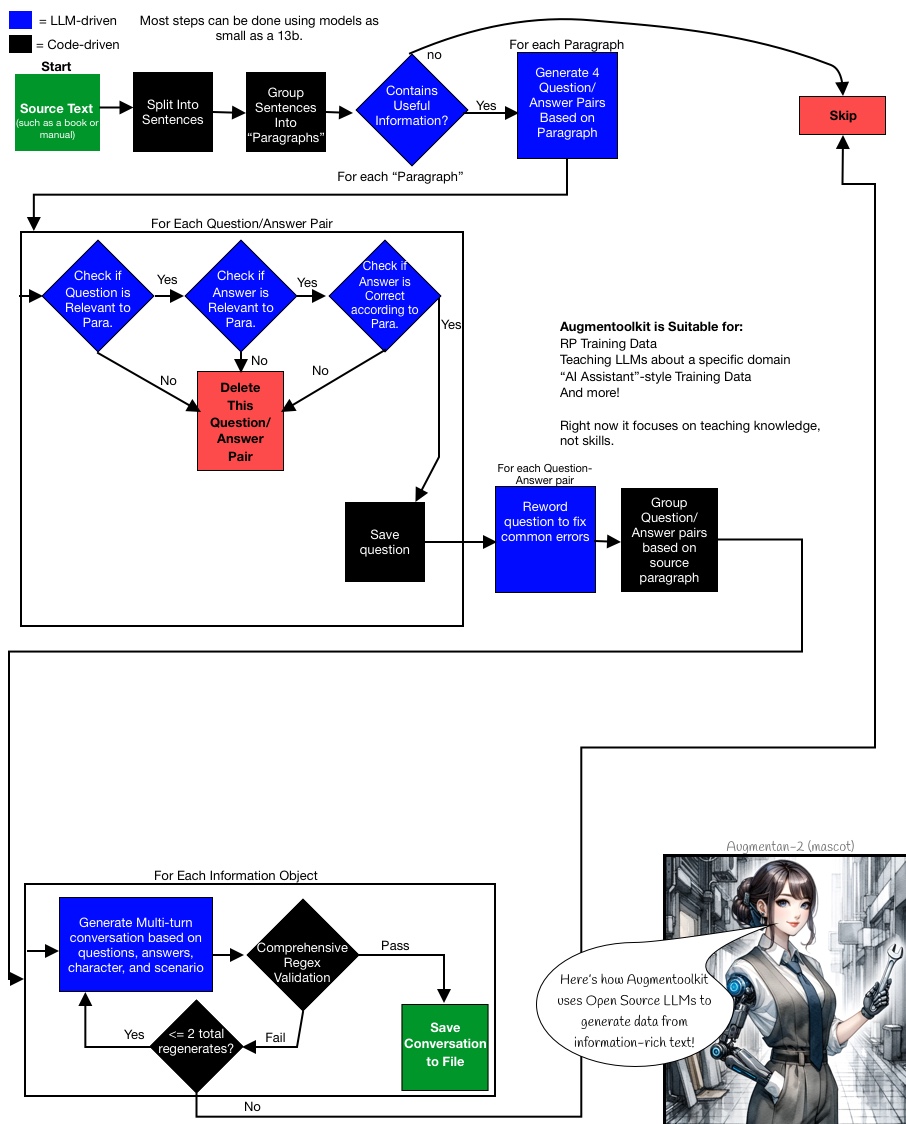 = LLM-driven
= Code-driven
Most steps can be done using models as
small as a 13b.
Start
Source Text
(such as a book or
manual)
Split Into
Sentences
Group
Sentences
Into
“Paragraphs”
Contains
Useful
Information?
no
Yes
For each “Paragraph”
For each Paragraph
Generate 4
Question/
Answer Pairs
Based on
Paragraph
Skip
For Each Question/Answer Pair
Check if
Question is
Relevant to
Para.
Yes
Check if
Answer is
Relevant to
Para.
Yes
Check if
Answer is
Correct
according to
Para.
Yes
No
No
No
Delete
This
Question/
Answer
Pair
Save
question
Augmentoolkit is Suitable for:
RP Training Data
Teaching LLMs about a specific domain
“AI Assistant”-style Training Data
And more!
Right now it focuses on teaching knowledge,
not skills.
For each Question-
Answer pair
Reword
question to fix
common errors
Group
Question/
Answer pairs
based on
source
paragraph
For Each Information Object
Generate Multi-turn
conversation based on
questions, answers,
character, and scenario
Comprehensive
Regex
Validation
Pass
Fail
<= 2 total
regenerates?
Yes
No
Save
Conversation
to File
Augmentan-2 (mascot)
Here's how Augmentoolkit
uses Open Source LLMs to
generate data from
information-rich text!